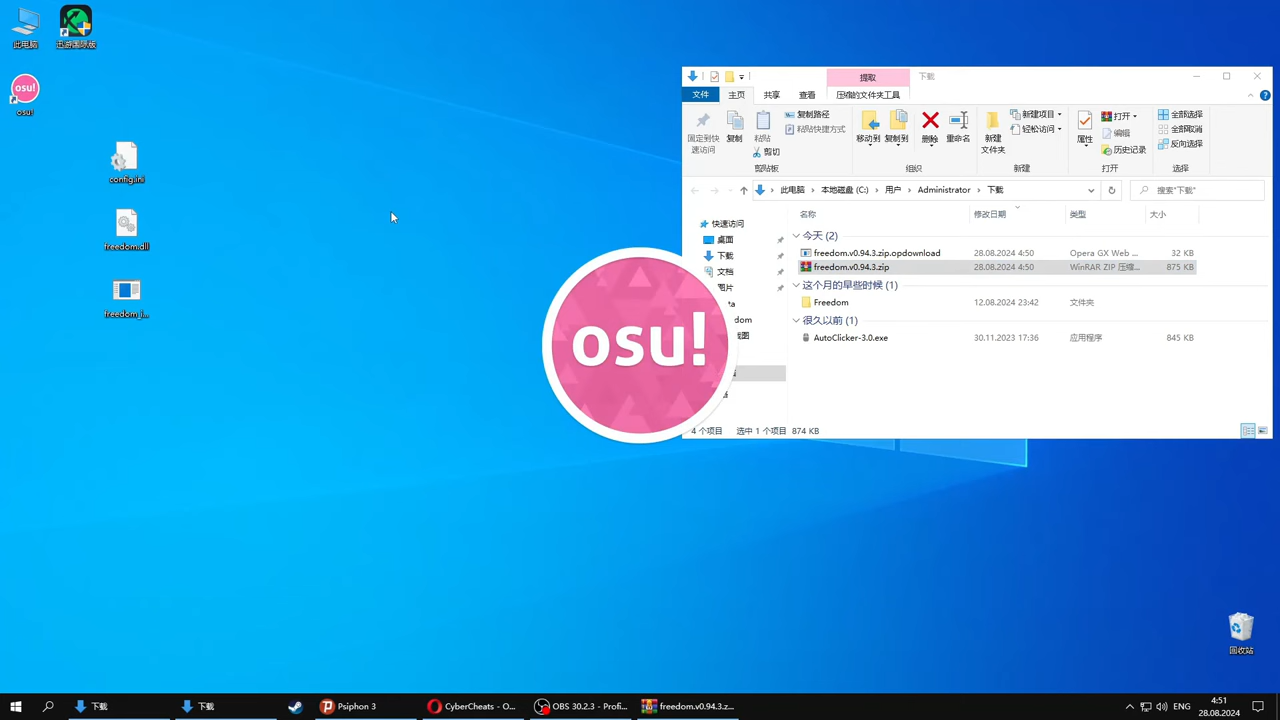 此电脑
迅游国际版
osu!
config.ini
freedom.dll
freedom_i...
提取
下载
文件
主页
共享
查看
压缩的文件夹工具
固定到快速访问
复制
粘贴
复制路径
粘贴快捷方式
剪切
剪贴板
移动到
复制到
删除
重命名
组织
新建文件夹
新建项目
轻松访问
新建
属性
打开
编辑
历史记录
打开
全部选择
全部取消
反向选择
选择
此电脑 > 本地磁盘 (C:) > 用户 > Administrator > 下载
搜索"下载"
快速访问
桌面
下载
文档
图片
名称 修改日期 类型 大小
今天 (2)
freedom.v0.94.3.zip.opdownload 28.08.2024 4:50 Opera GX Web ... 32 KB
freedom.v0.94.3.zip 28.08.2024 4:50 WinRAR ZIP 压缩... 875 KB
这个月的早些时候 (1)
Freedom 12.08.2024 23:42 文件夹
很久以前 (1)
AutoClicker-3.0.exe 30.11.2023 17:36 应用程序 845 KB
4 个项目 选中 1 个项目 874 KB
osu!
回收站
下载
下载
Psiphon 3
CyberCheats - O...
OBS 30.2.3 - Profi...
freedom.v0.94.3.z...
ENG
4:51
28.08.2024